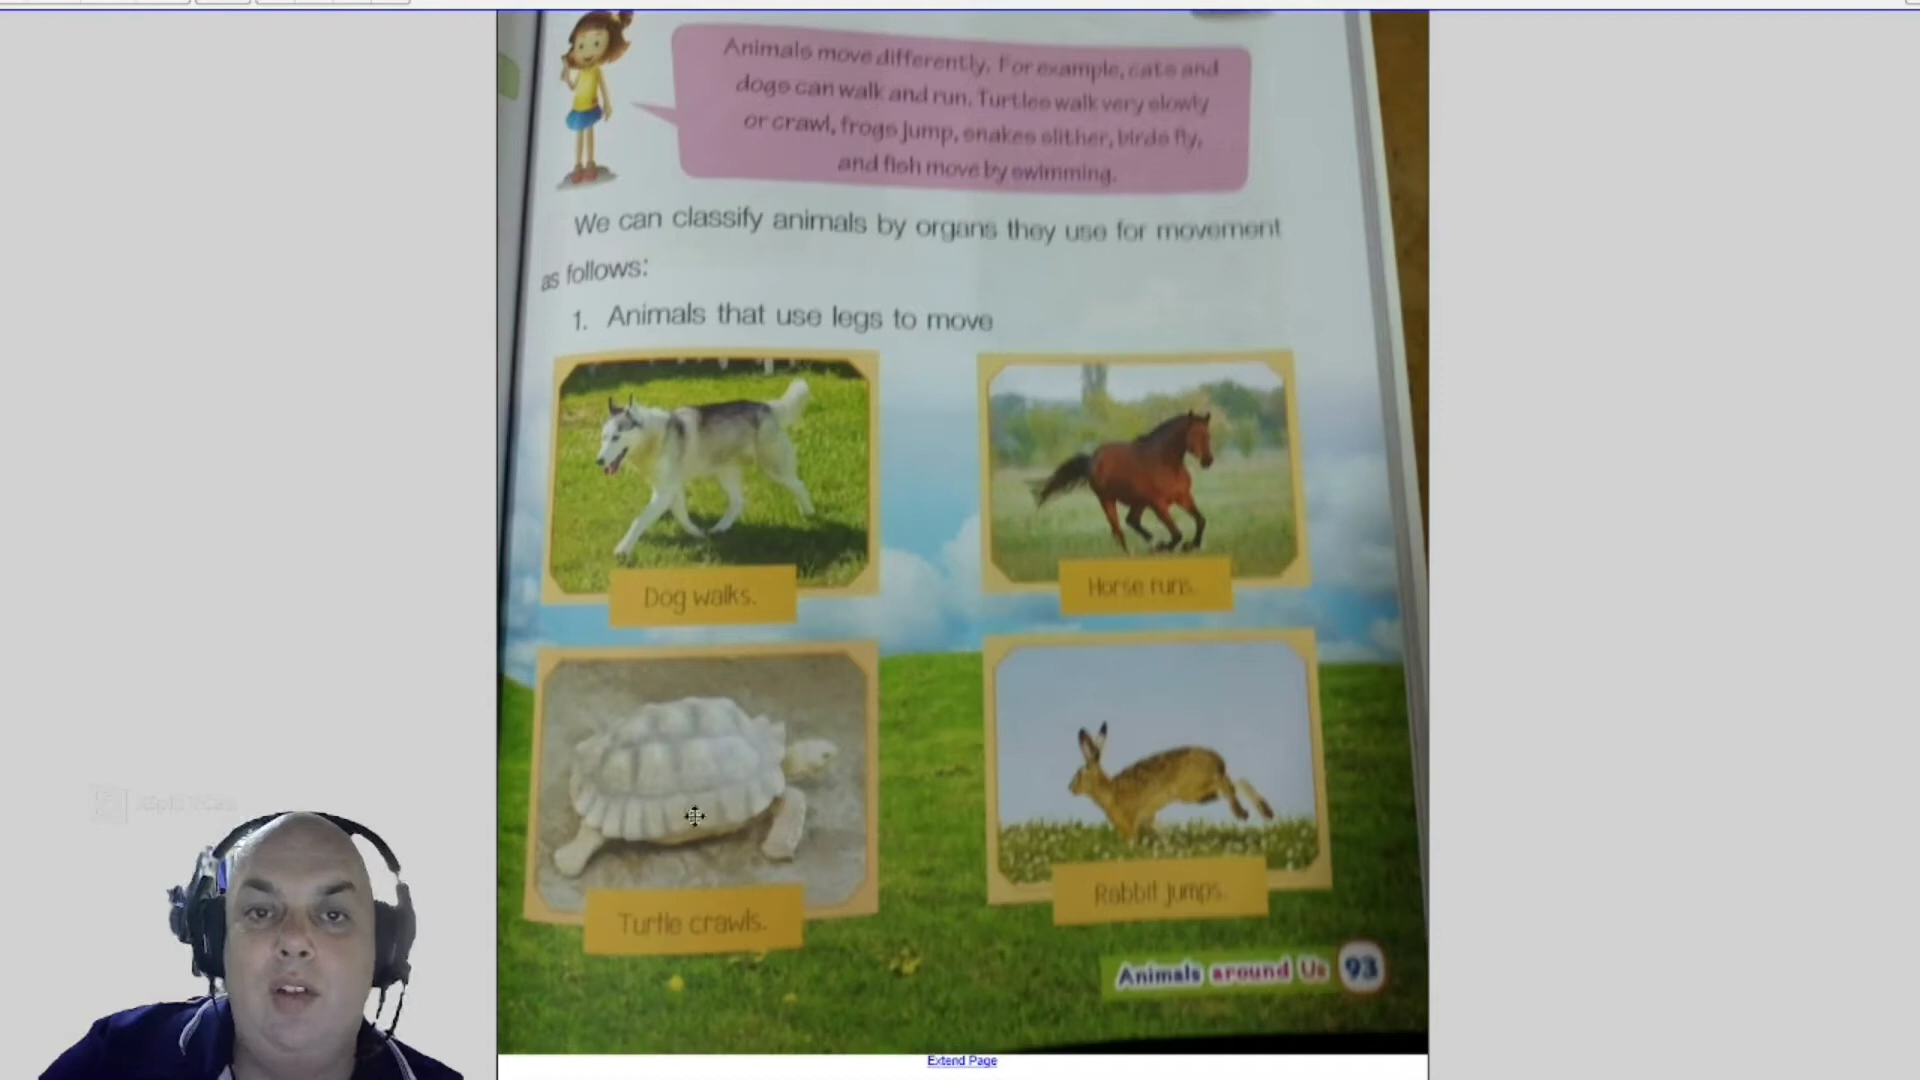 Animals move differently. For example, cats and
dogs can walk and run. Turtles walk very slowly
or crawl, frogs jump, snakes slither, birds fly,
and fish move by swimming.
We can classify animals by organs they use for movement
as follows:
1. Animals that use legs to move
Dog walks.
Horse runs.
Turtle crawls.
Rabbit jumps.
Animals around Us 93
Extend Page